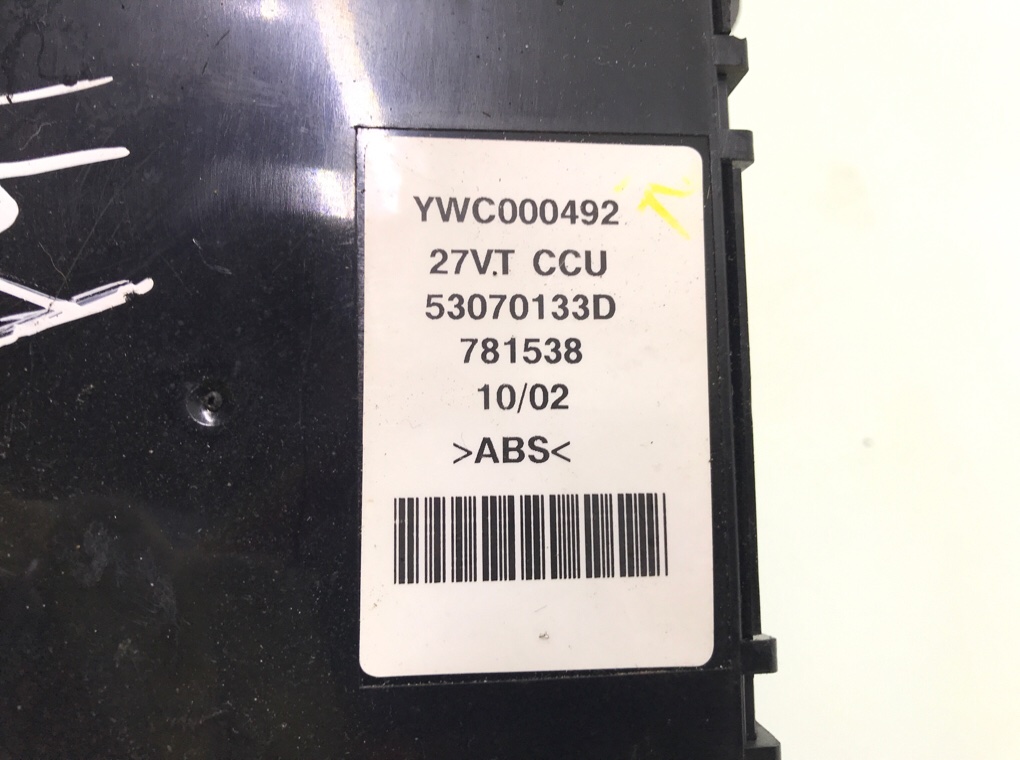 YWC000492
27V.T CCU
53070133D
781538
10/02
>ABS<